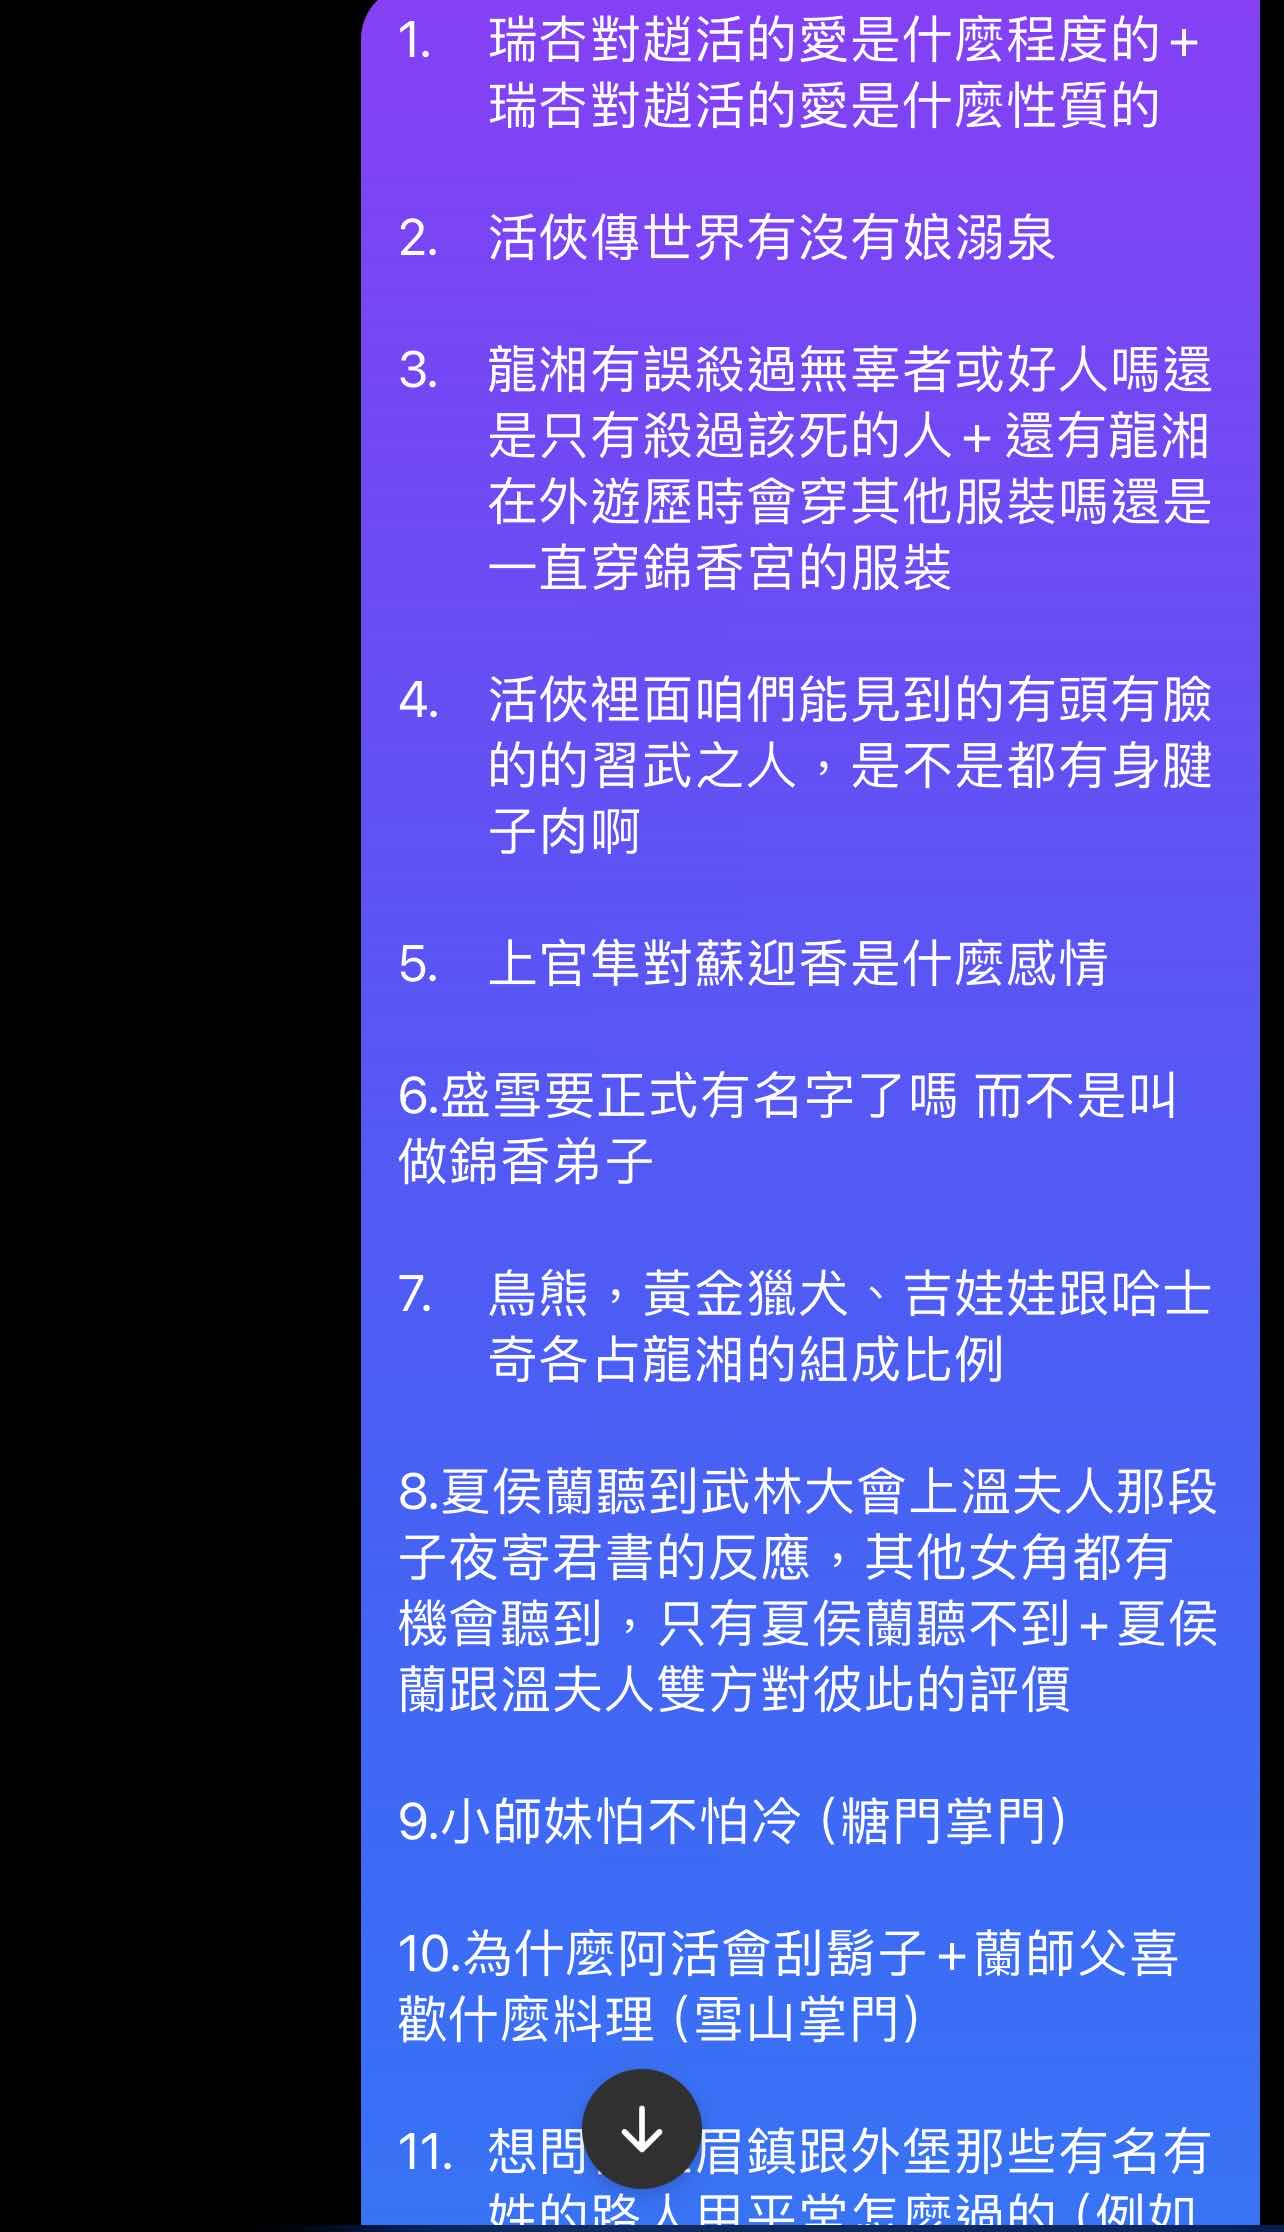 1. 瑞杏對趙活的愛是什麼程度的+
瑞杏對趙活的愛是什麼性質的
2. 活俠傳世界有沒有娘溺泉
3. 龍湘有誤殺過無辜者或好人嗎還
是只有殺過該死的人+ 還有龍湘
在外遊歷時會穿其他服裝嗎還是
一直穿錦香宮的服裝
4. 活俠裡面咱們能見到的有頭有臉
的的習武之人，是不是都有身腱
子肉啊
5. 上官隼對蘇迎香是什麼感情
6.盛雪要正式有名字了嗎 而不是叫
做錦香弟子
7. 鳥熊，黃金獵犬、吉娃娃跟哈士
奇各占龍湘的組成比例
8.夏侯蘭聽到武林大會上溫夫人那段
子夜寄君書的反應，其他女角都有
機會聽到，只有夏侯蘭聽不到+夏侯
蘭跟溫夫人雙方對彼此的評價
9.小師妹怕不怕冷（糖門掌門）
10.為什麼阿活會刮鬍子+蘭師父喜
歡什麼料理（雪山掌門）
11. 想問眉鎮跟外堡那些有名有
姓的路人甲平常怎麼過的（例如